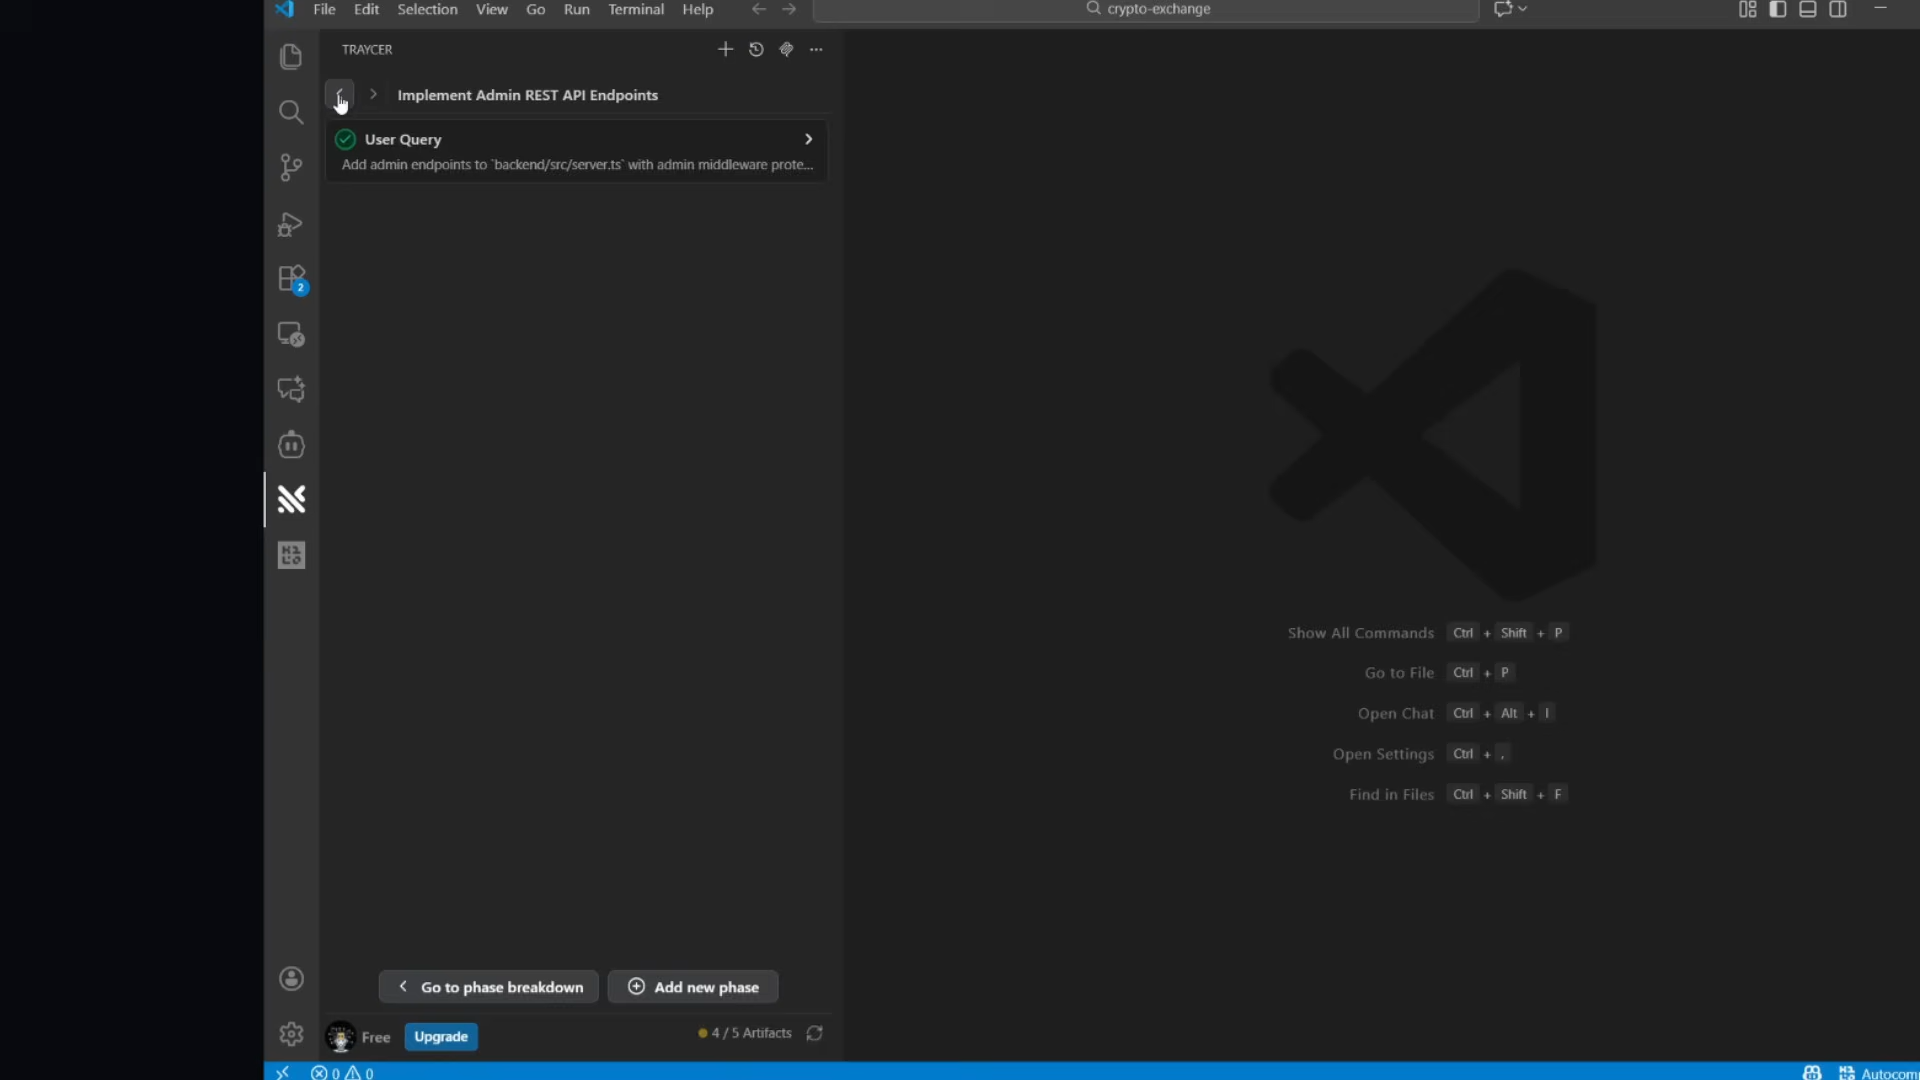 File Edit Selection View Go Run Terminal Help
crypto-exchange
TRAYCER
Implement Admin REST API Endpoints
User Query
Add admin endpoints to `backend/src/server.ts` with admin middleware prote...
2
Show All Commands Ctrl + Shift + P
Go to File Ctrl + P
Open Chat Ctrl + Alt + I
Open Settings Ctrl + ,
Find in Files Ctrl + Shift + F
Go to phase breakdown
Add new phase
Free
Upgrade
4 / 5 Artifacts
0 0
Autocom